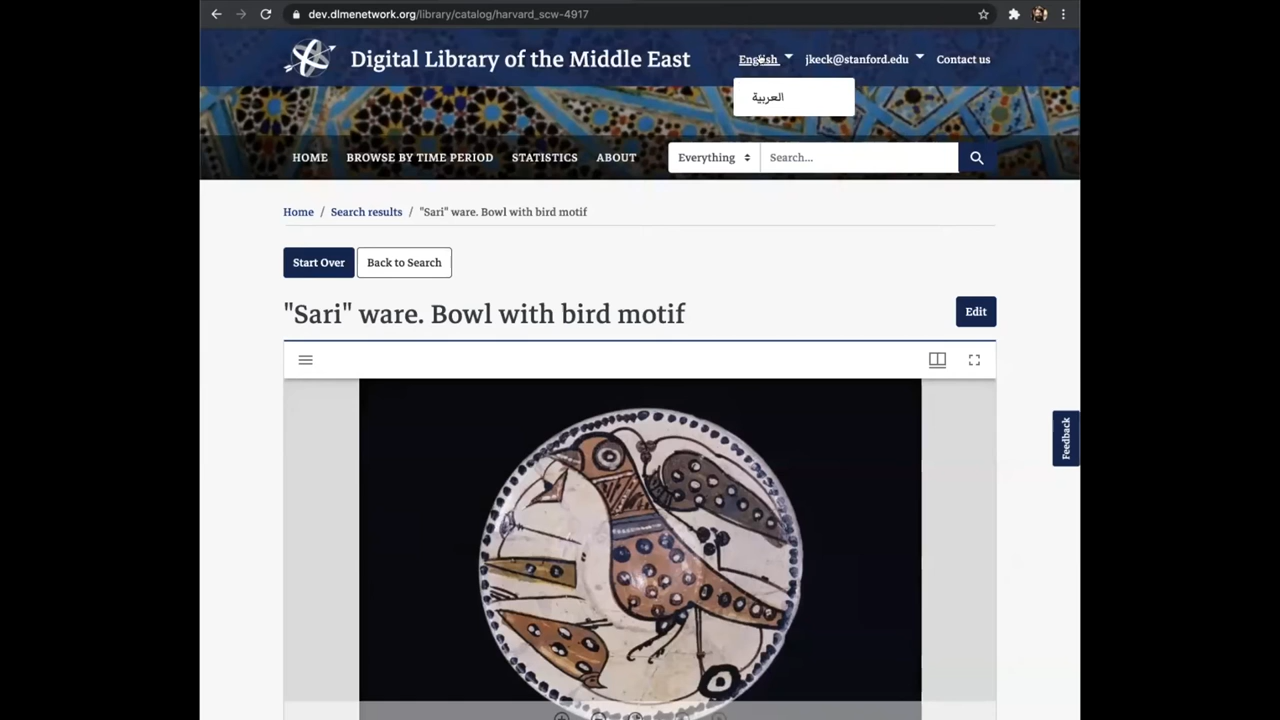 dev.dlmenetwork.org/library/catalog/harvard_scw-4917
Digital Library of the Middle East
English
jkeck@stanford.edu
Contact us
العربية
HOME
BROWSE BY TIME PERIOD
STATISTICS
ABOUT
Everything
Search...
Home / Search results / "Sari" ware. Bowl with bird motif
Start Over
Back to Search
"Sari" ware. Bowl with bird motif
Edit
Feedback